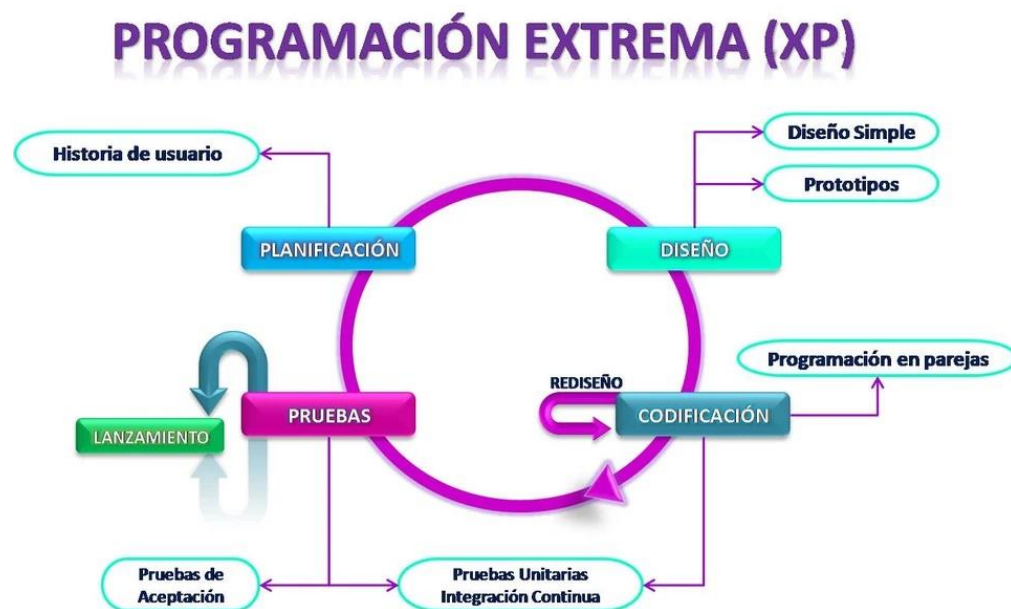 PROGRAMACIÓN EXTREMA (XP)
Historia de usuario
Diseño Simple
Prototipos
PLANIFICACIÓN
DISEÑO
Programación en parejas
REDISEÑO
PRUEBAS
CODIFICACIÓN
LANZAMIENTO
Pruebas de
Aceptación
Pruebas Unitarias
Integración Continua